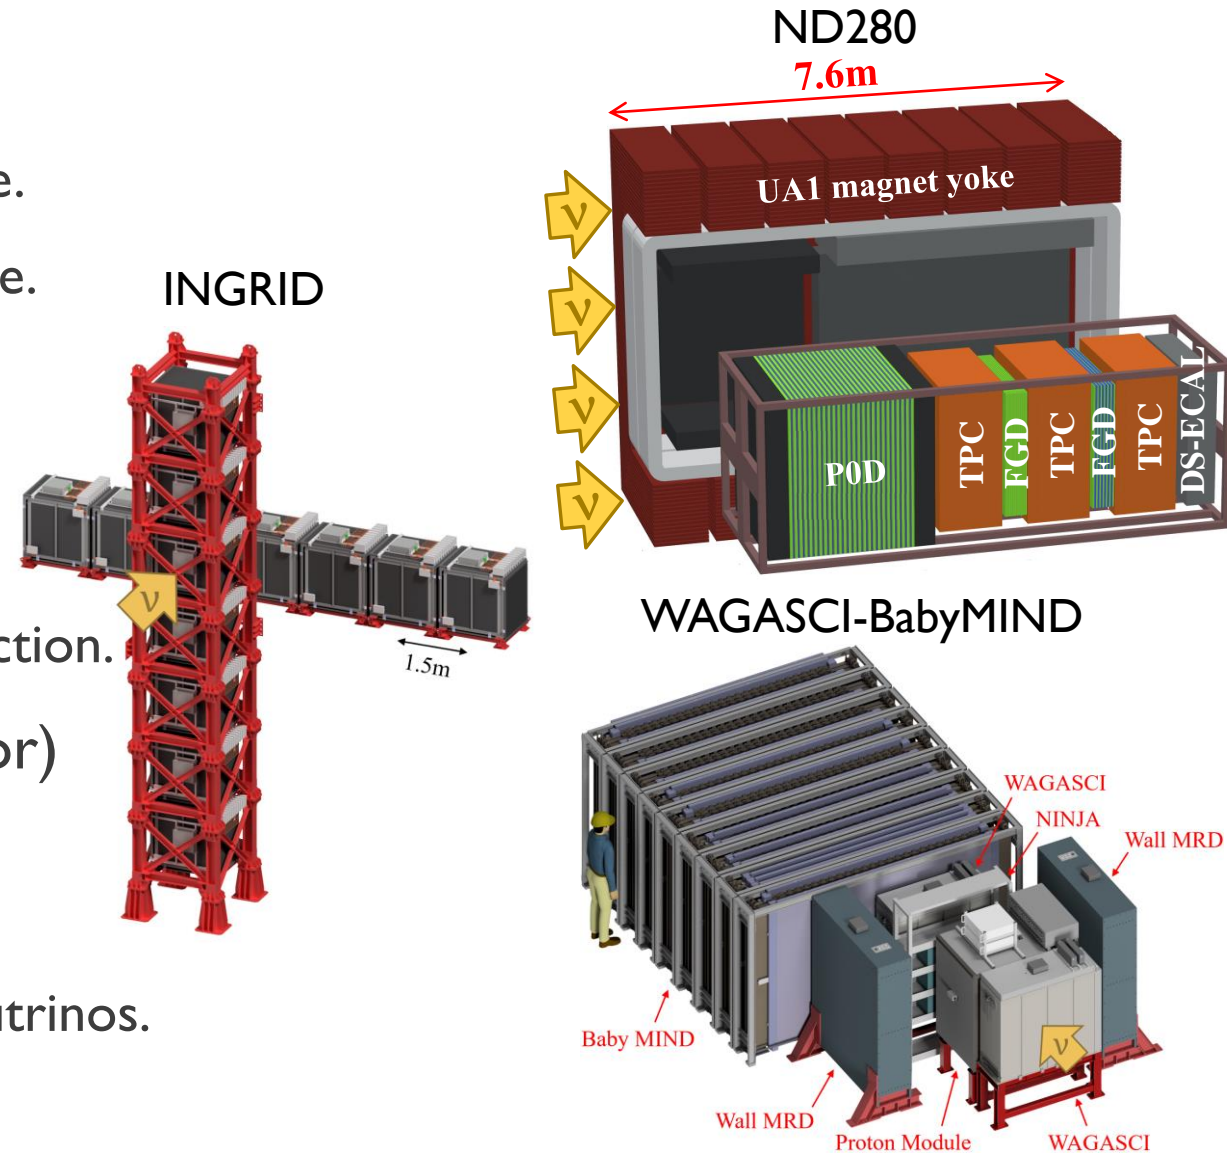 e.
e.
ction.
or)
utrinos.
INGRID
ν
1.5m
ND280
7.6m
UA1 magnet yoke
ν
ν
ν
ν
P0D
TPC
FGD
TPC
FGD
TPC
DS-ECAL
WAGASCI-BabyMIND
WAGASCI
NINJA
Wall MRD
Baby MIND
ν
Wall MRD
Proton Module
WAGASCI